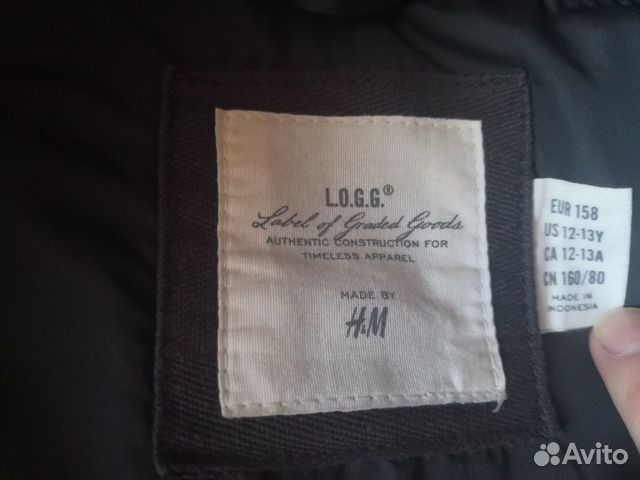 L.O.G.G.®
Label of Graded Goods
AUTHENTIC CONSTRUCTION FOR
TIMELESS APPAREL
MADE BY
H&M
EUR 158
US 12-13Y
CA 12-13A
CN 160/80
MADE IN
INDONESIA
Avito